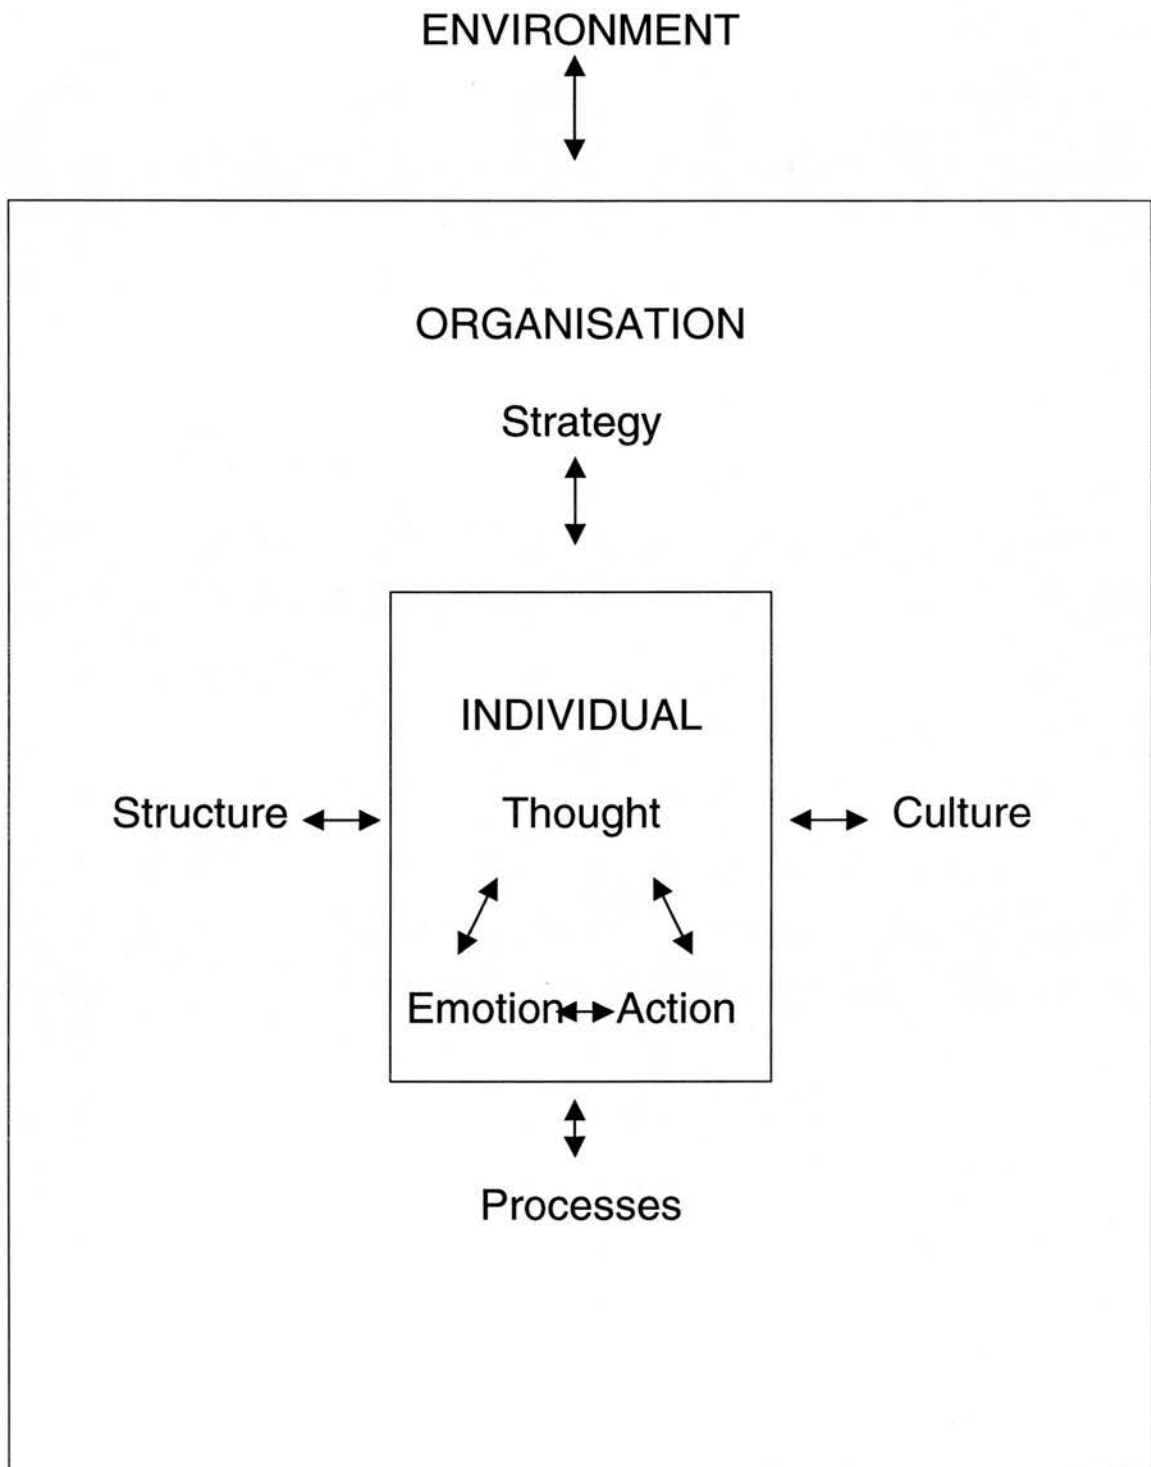 ENVIRONMENT
ORGANISATION
Strategy
INDIVIDUAL
Structure Thought Culture
Emotion Action
Processes